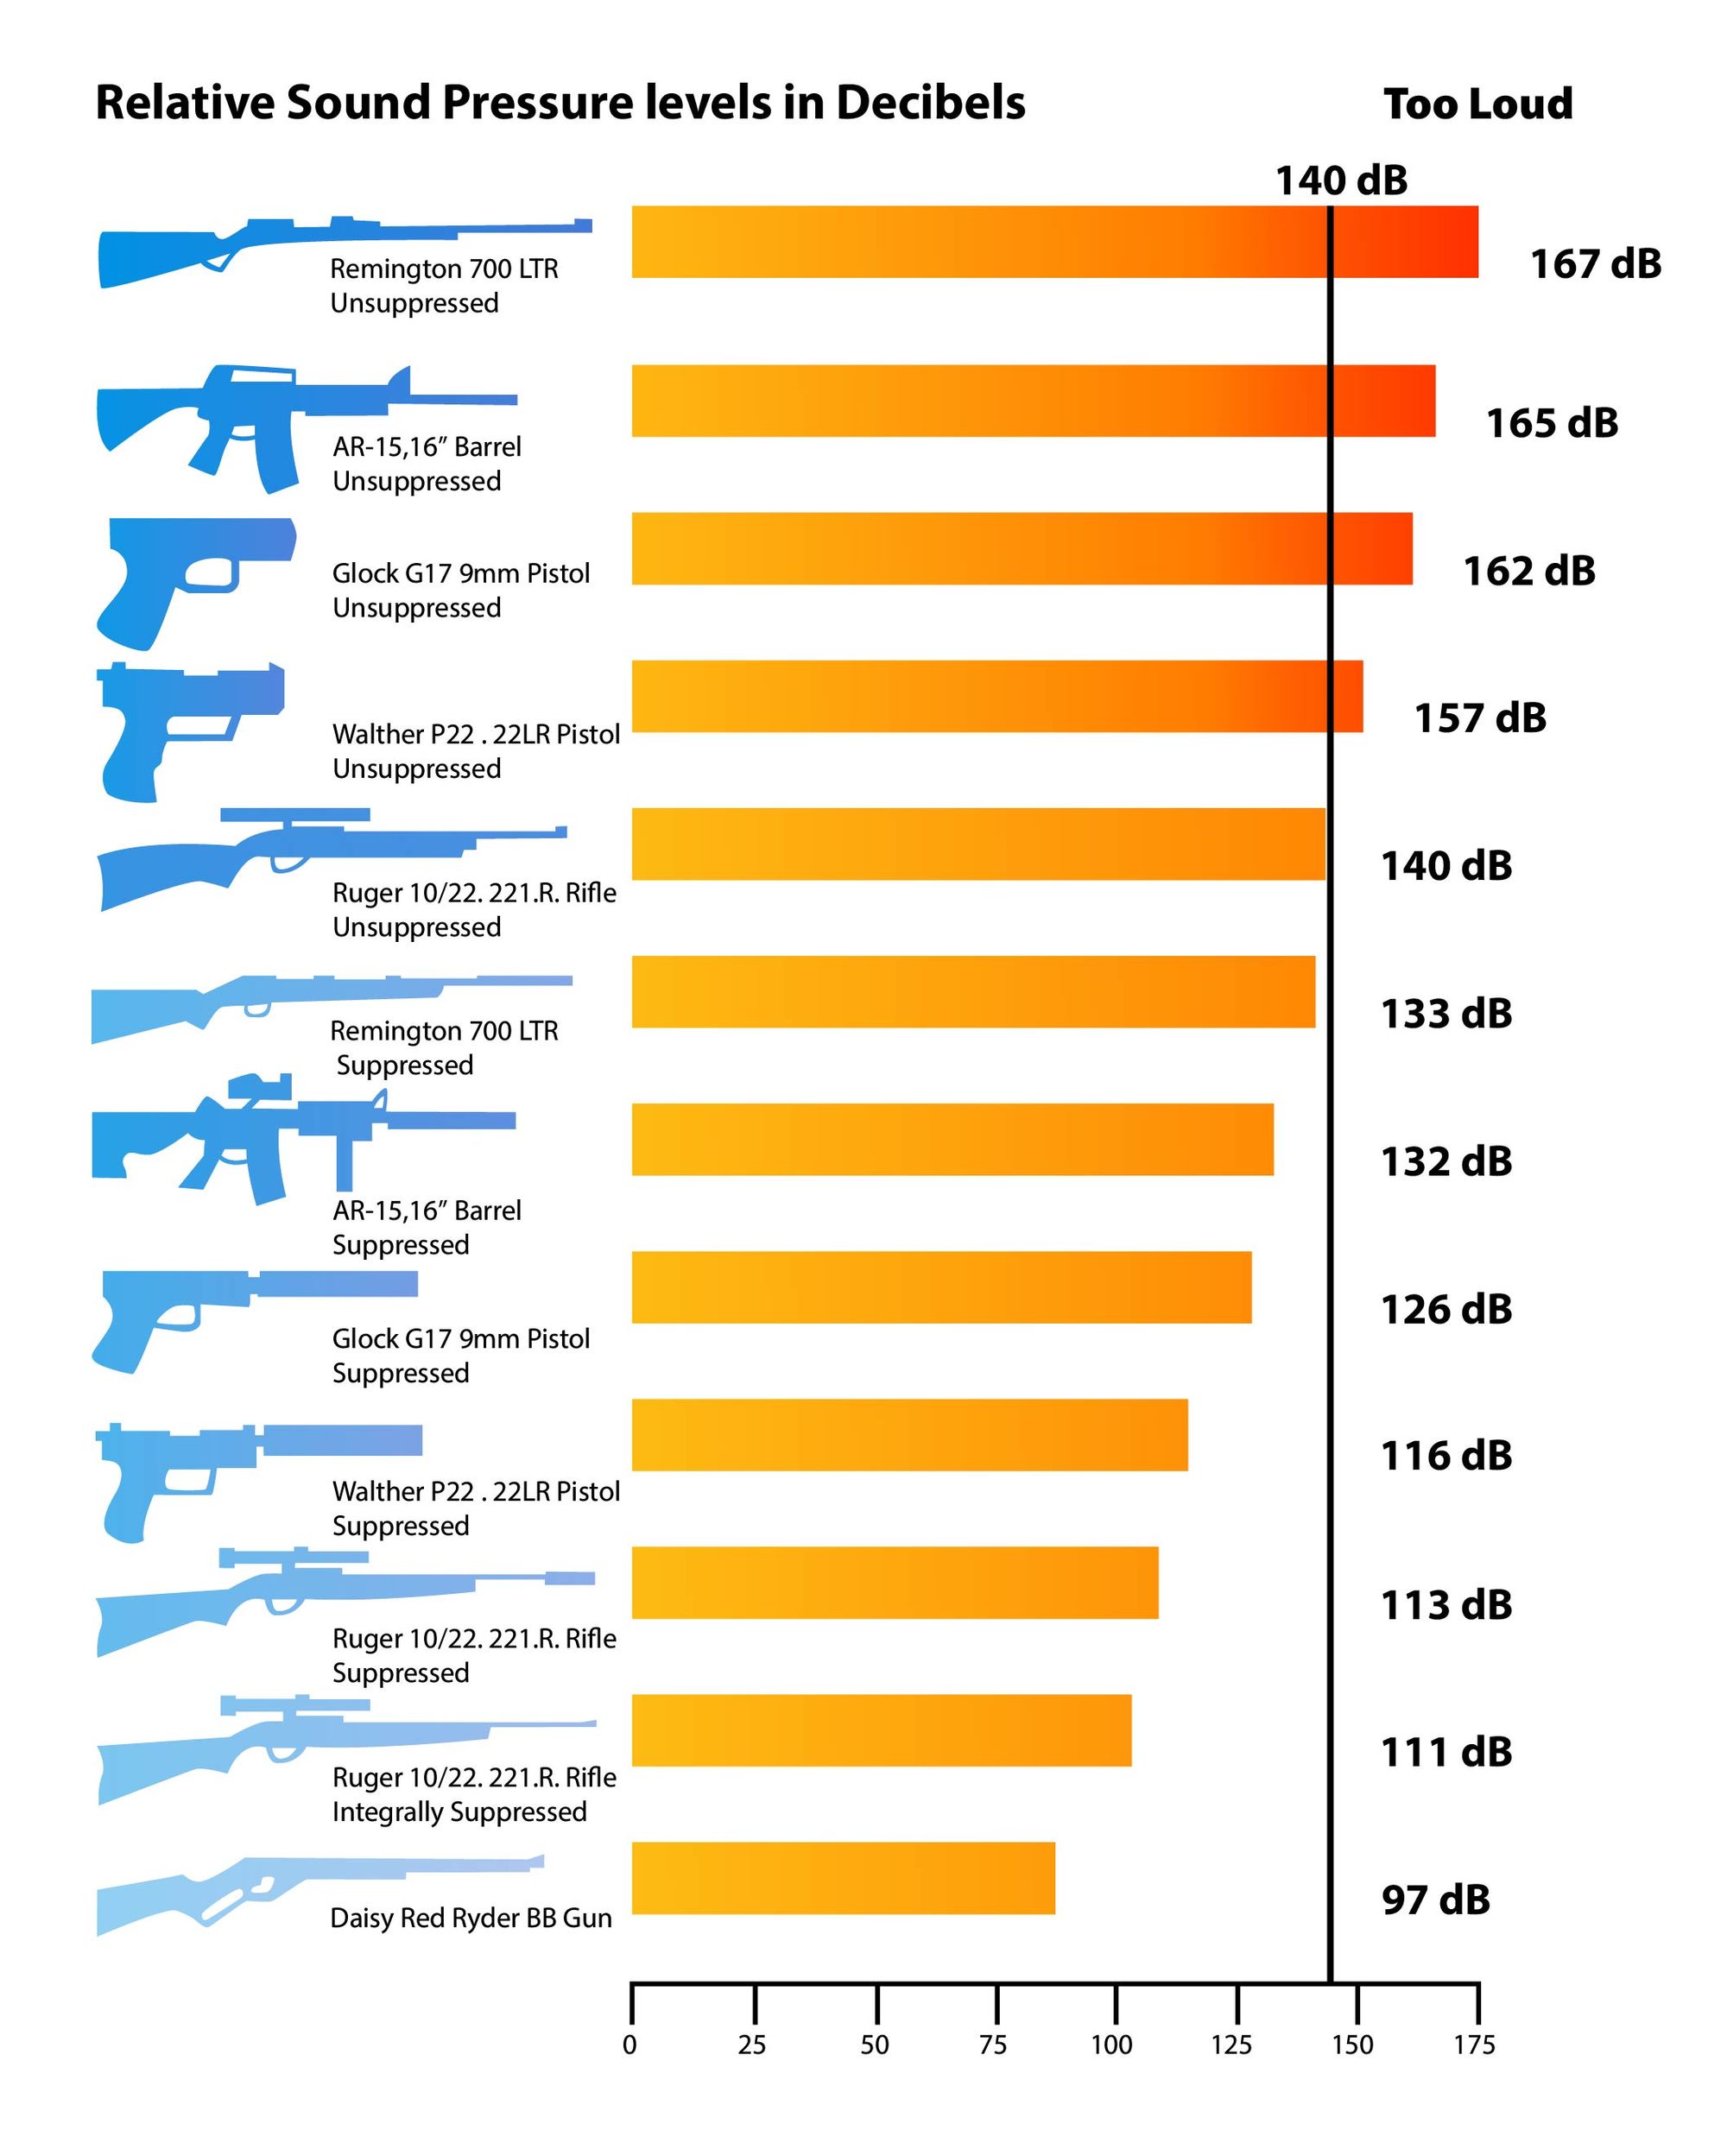 Relative Sound Pressure levels in Decibels
Too Loud
140 dB
Remington 700 LTR
Unsuppressed
167 dB
AR-15,16” Barrel
Unsuppressed
165 dB
Glock G17 9mm Pistol
Unsuppressed
162 dB
Walther P22 . 22LR Pistol
Unsuppressed
157 dB
Ruger 10/22. 221.R. Rifle
Unsuppressed
140 dB
Remington 700 LTR
Suppressed
133 dB
AR-15,16” Barrel
Suppressed
132 dB
Glock G17 9mm Pistol
Suppressed
126 dB
Walther P22 . 22LR Pistol
Suppressed
116 dB
Ruger 10/22. 221.R. Rifle
Suppressed
113 dB
Ruger 10/22. 221.R. Rifle
Integrally Suppressed
111 dB
Daisy Red Ryder BB Gun
97 dB
0 25 50 75 100 125 150 175